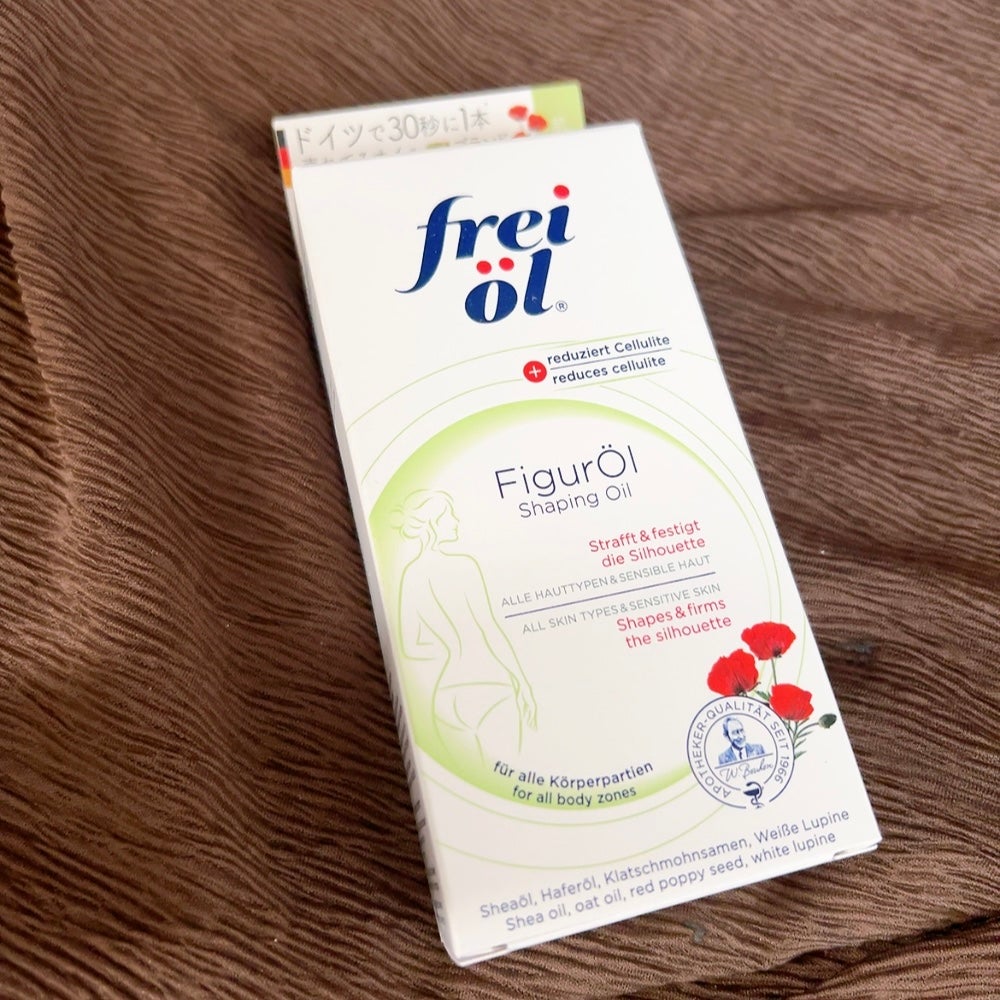 ドイツで30秒に1本
frei
öl®
reduziert Cellulite
+
reduces cellulite
FigurÖl
Shaping Oil
Strafft & festigt
die Silhouette
ALLE HAUTTYPEN & SENSIBLE HAUT
ALL SKIN TYPES & SENSITIVE SKIN
Shapes & firms
the silhouette
APOTHEKER-QUALITÄT SEIT 1966
für alle Körperpartien
for all body zones
Sheaöl, Haferöl, Klatschmohnsamen, Weiße Lupine
Shea oil, oat oil, red poppy seed, white lupine